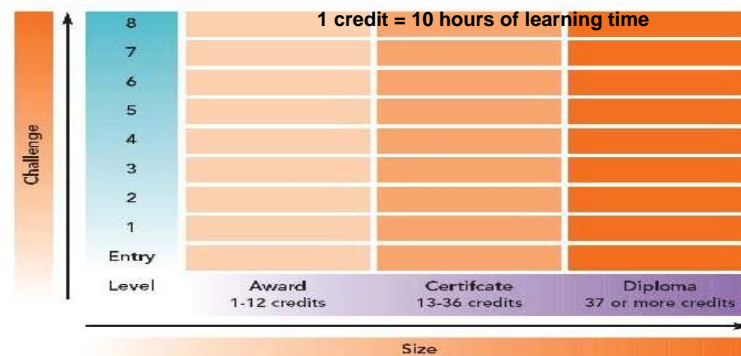 1 credit = 10 hours of learning time
8
7
6
5
4
3
2
1
Entry
Challenge
Level
Award
1-12 credits
Certifcate
13-36 credits
Diploma
37 or more credits
Size